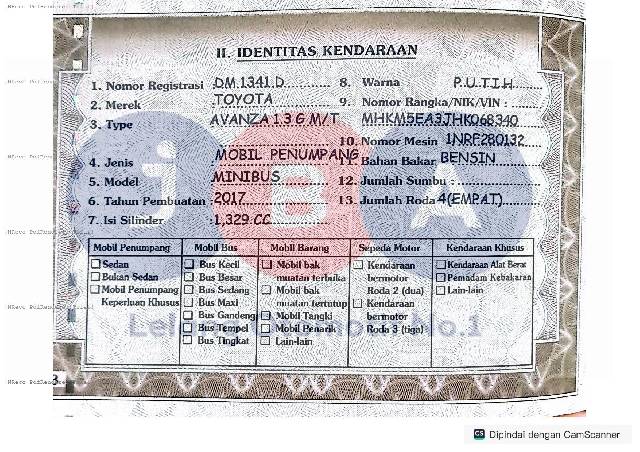 II. IDENTITAS KENDARAAN
1. Nomor Registrasi DM 1341 D
2. Merek TOYOTA
3. Type AVANZA 1.3 G M/T
4. Jenis MOBIL PENUMPANG
5. Model MINIBUS
6. Tahun Pembuatan : 2017
7. Isi Silinder : 1,329 CC
8. Warna P.U.T.I.H
9. Nomor Rangka/NIK/VIN :
MHKM5EA3JHK068340
10. Nomor Mesin 1NRF280132
11. Bahan Bakar BENSIN
12. Jumlah Sumbu :
13. Jumlah Roda 4(EMPAT)
Mobil Penumpang
Sedan
Bukan Sedan
Mobil Penumpang
Keperluan Khusus
Mobil Bus
Bus Kecil
Bus Besar
Bus Sedang
Bus Maxi
Bus Gandeng
Bus Tempel
Bus Tingkat
Mobil Barang
Mobil bak
muatan terbuka
Mobil bak
muatan tertutup
Mobil Tangki
Mobil Penarik
Lain-lain
Sepeda Motor
Kendaraan
bermotor
Roda 2 (dua)
Kendaraan
bermotor
Roda 3 (tiga)
Kendaraan Khusus
Kendaraan Alat Berat
Pemadam Kebakaran
Lain-lain
iBA
No.1
CS Dipindai dengan CamScanner